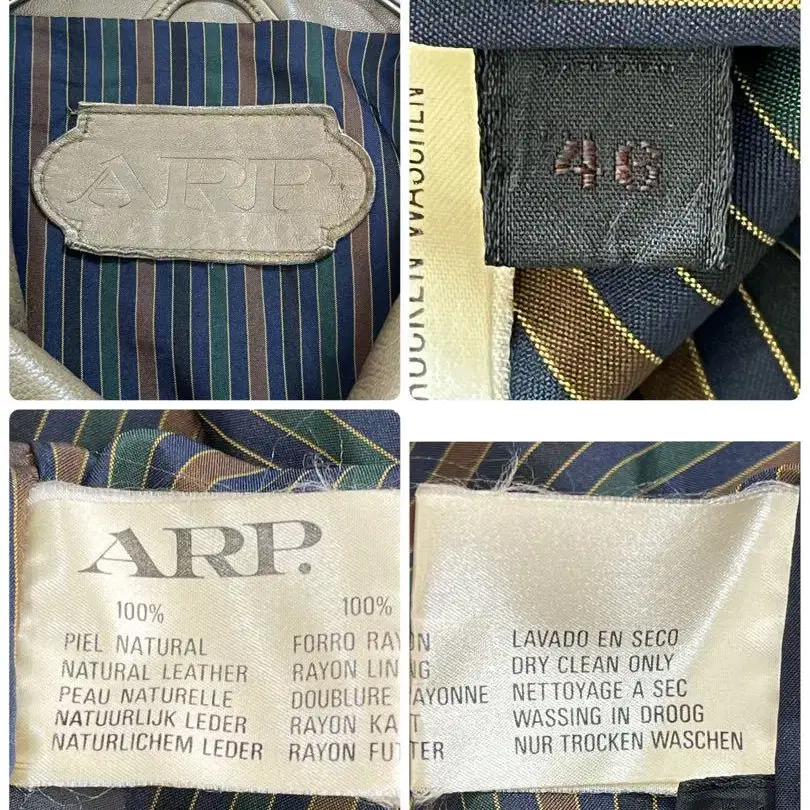 ARP
ARP.
100% 100%
PIEL NATURAL FORRO RAYON
NATURAL LEATHER RAYON LINING
PEAU NATURELLE DOUBLURE RAYONNE
NATUURLIJK LEDER RAYON KANT
NATURLICHEM LEDER RAYON FUTTER
LAVADO EN SECO
DRY CLEAN ONLY
NETTOYAGE A SEC
WASSING IN DROOG
NUR TROCKEN WASCHEN